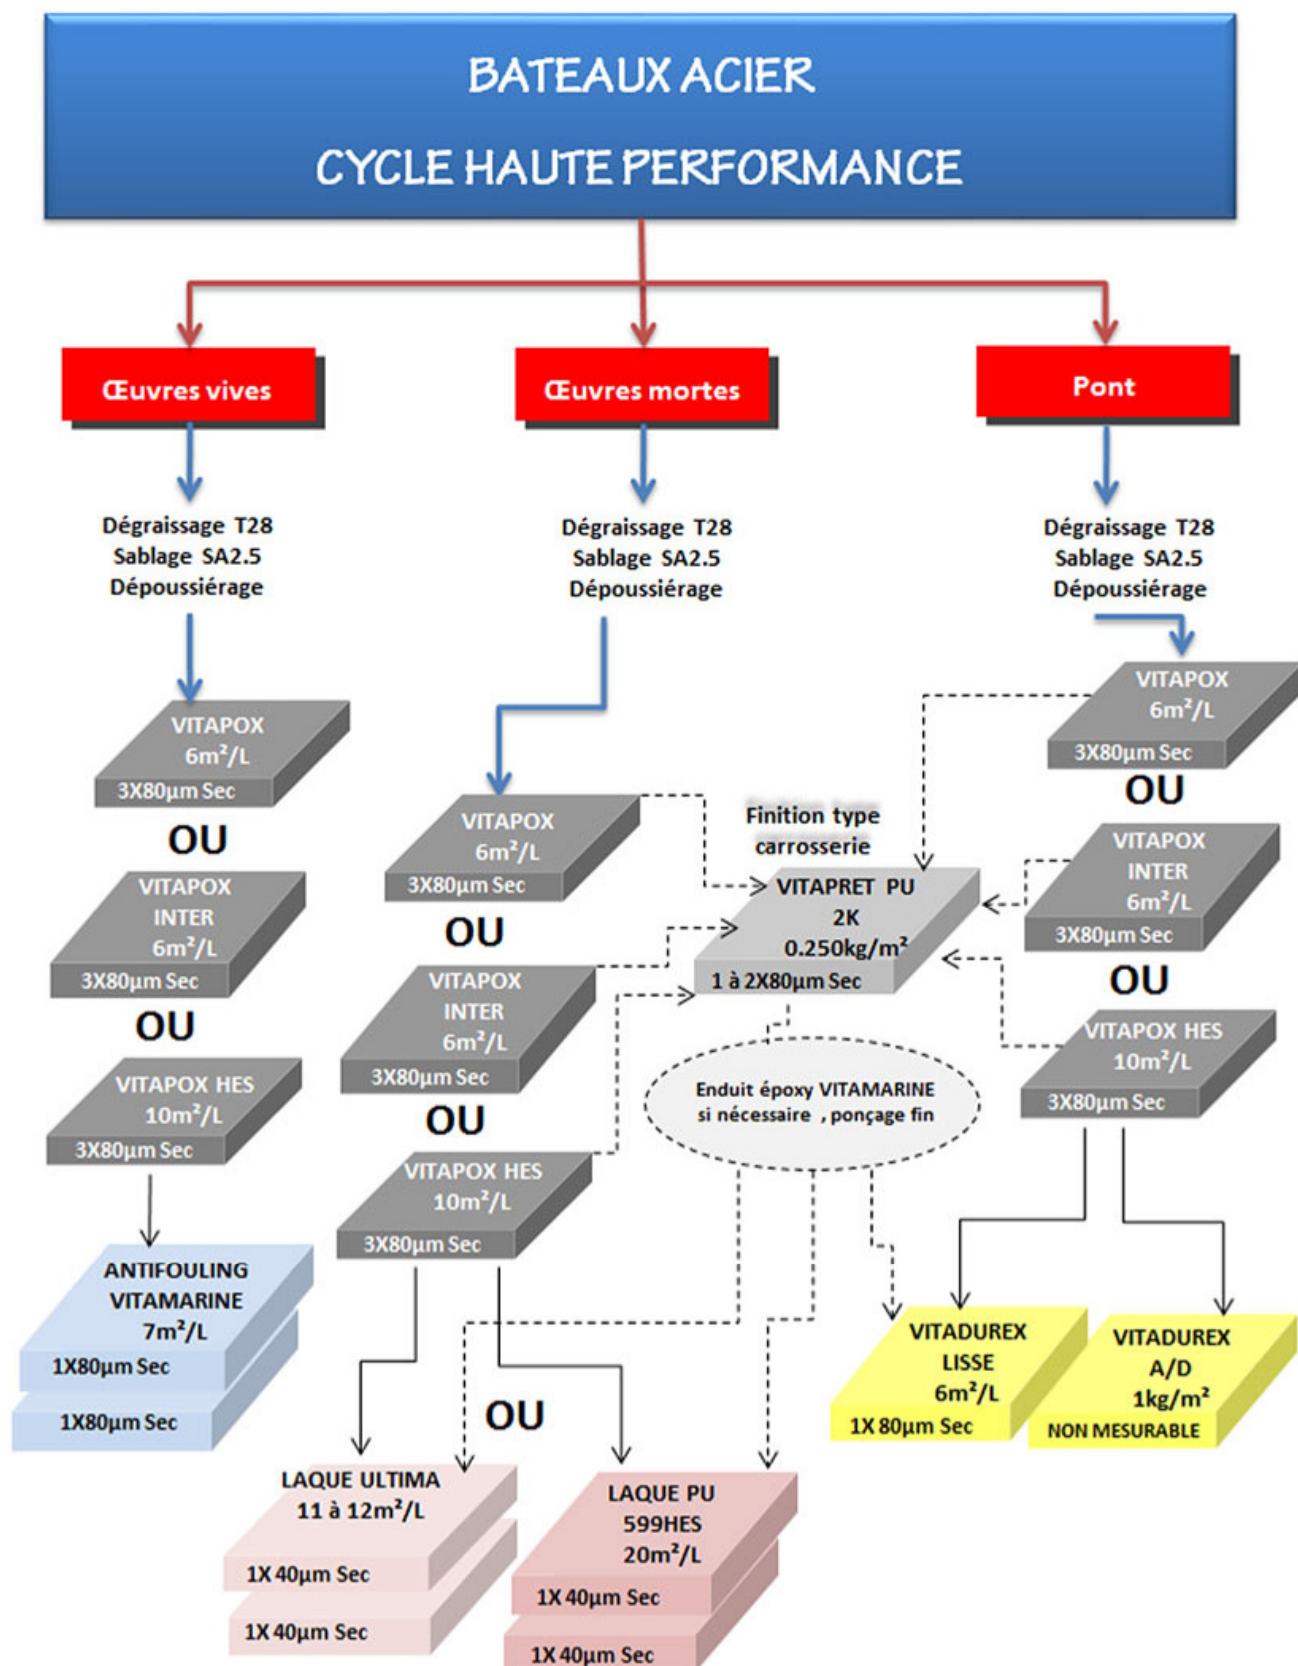 BATEAUX ACIER
CYCLE HAUTE PERFORMANCE
Œuvres vives
Dégraissage T28
Sablage SA2.5
Dépoussiérage
VITAPOX
6m²/L
3X80µm Sec
OU
VITAPOX
INTER
6m²/L
3X80µm Sec
OU
VITAPOX HES
10m²/L
3X80µm Sec
ANTIFOULING
VITAMARINE
7m²/L
1X80µm Sec
1X80µm Sec
Œuvres mortes
Dégraissage T28
Sablage SA2.5
Dépoussiérage
VITAPOX
6m²/L
3X80µm Sec
OU
VITAPOX
INTER
6m²/L
3X80µm Sec
OU
VITAPOX HES
10m²/L
3X80µm Sec
Finition type
carrosserie
VITAPRET PU
2K
0.250kg/m²
1 à 2X80µm Sec
Enduit époxy VITAMARINE
si nécessaire , ponçage fin
LAQUE ULTIMA
11 à 12m²/L
1X 40µm Sec
1X 40µm Sec
OU
LAQUE PU
599HES
20m²/L
1X 40µm Sec
1X 40µm Sec
Pont
Dégraissage T28
Sablage SA2.5
Dépoussiérage
VITAPOX
6m²/L
3X80µm Sec
OU
VITAPOX
INTER
6m²/L
3X80µm Sec
OU
VITAPOX HES
10m²/L
3X80µm Sec
VITADUREX
LISSE
6m²/L
1X 80µm Sec
VITADUREX
A/D
1kg/m²
NON MESURABLE